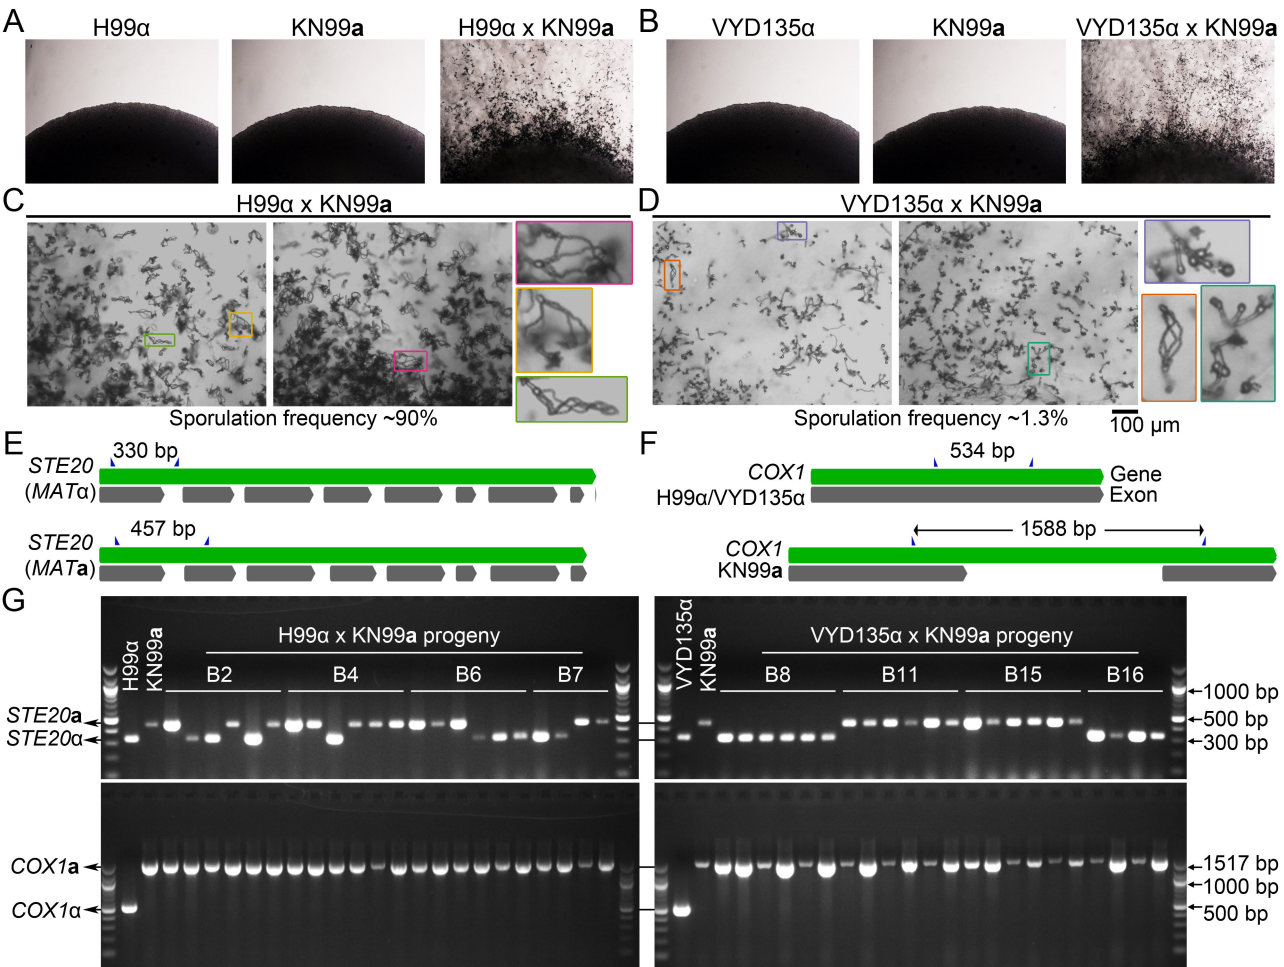 A
H99α
KN99a
H99α x KN99a
B
VYD135α
KN99a
VYD135α x KN99a
C
H99α x KN99a
Sporulation frequency ~90%
D
VYD135α x KN99a
Sporulation frequency ~1.3%
100 µm
E
330 bp
STE20
(MATα)
457 bp
STE20
(MATa)
F
534 bp
COX1
Gene
H99α/VYD135α
Exon
1588 bp
COX1
KN99a
G
H99α
KN99a
H99α x KN99a progeny
B2
B4
B6
B7
VYD135α
KN99a
VYD135α x KN99a progeny
B8
B11
B15
B16
STE20a
STE20α
1000 bp
500 bp
300 bp
COX1a
COX1α
1517 bp
1000 bp
500 bp